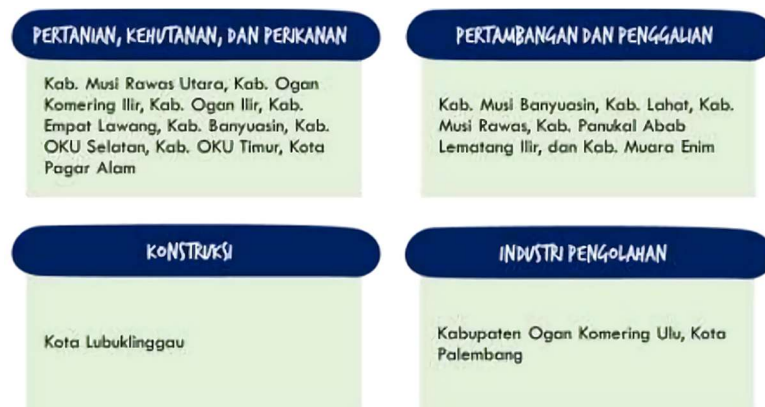 PERTANIAN, KEHUTANAN, DAN PERIKANAN
Kab. Musi Rawas Utara, Kab. Ogan
Komering Ilir, Kab. Ogan Ilir, Kab.
Empat Lawang, Kab. Banyuasin, Kab.
OKU Selatan, Kab. OKU Timur, Kota
Pagar Alam
PERTAMBANGAN DAN PENGGALIAN
Kab. Musi Banyuasin, Kab. Lahat, Kab.
Musi Rawas, Kab. Panukal Abab
Lematang Ilir, dan Kab. Muara Enim
KONSTRUKSI
Kota Lubuklinggau
INDUSTRI PENGOLAHAN
Kabupaten Ogan Komering Ulu, Kota
Palembang